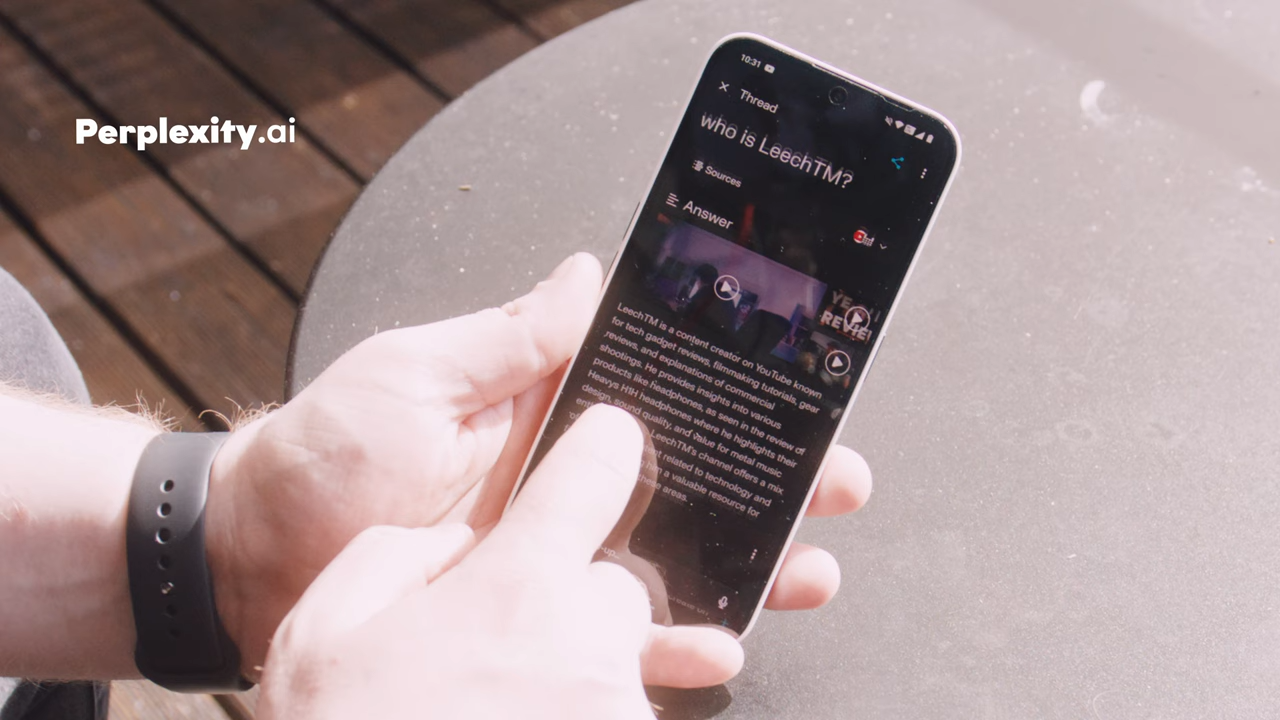 Perplexity.ai
10:31
Thread
who is LeechTM?
Sources
Answer
YE
REVIE
LeechTM is a content creator on YouTube known
for tech gadget reviews, filmmaking tutorials, gear
reviews, and explanations of commercial
shootings. He provides insights into various
products like headphones, as seen in the review of
Heavys H1H headphones where he highlights their
design, sound quality, and value for metal music
LeechTM's channel offers a mix
related to technology and
a valuable resource for
these areas.